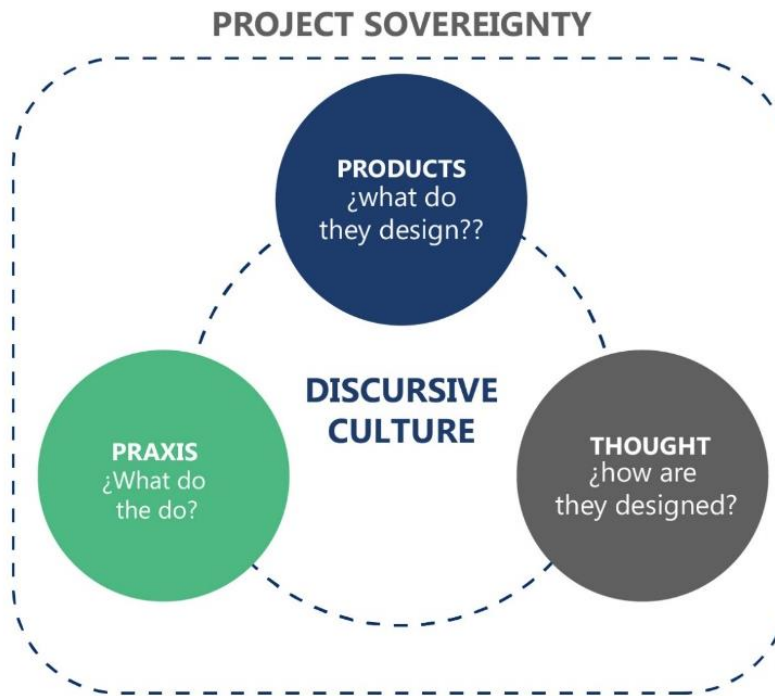 PROJECT SOVEREIGNTY
PRODUCTS
¿what do
they design??
DISCURSIVE
CULTURE
PRAXIS
¿What do
the do?
THOUGHT
¿how are
they designed?